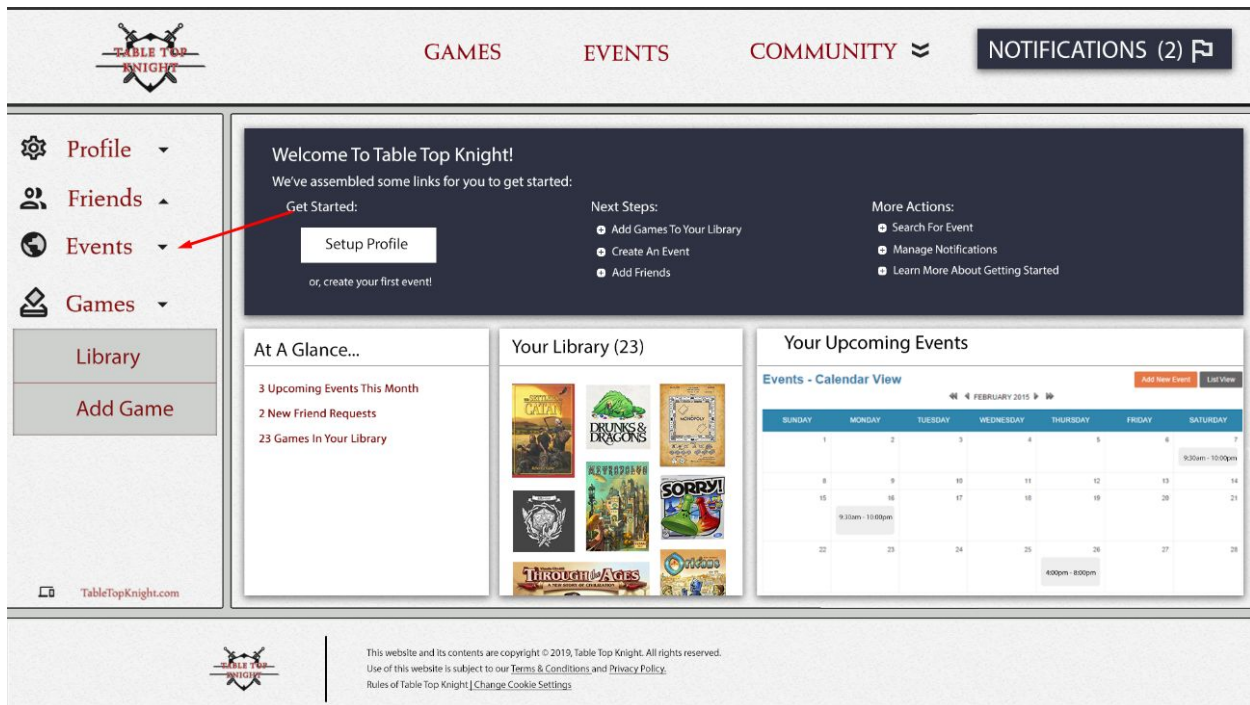 TABLE TOP
KNIGHT
GAMES
EVENTS
COMMUNITY
NOTIFICATIONS (2)
Profile
Friends
Events
Games
Library
Add Game
TableTopKnight.com
Welcome To Table Top Knight!
We've assembled some links for you to get started:
Get Started:
Setup Profile
or, create your first event!
Next Steps:
Add Games To Your Library
Create An Event
Add Friends
More Actions:
Search For Event
Manage Notifications
Learn More About Getting Started
At A Glance...
3 Upcoming Events This Month
2 New Friend Requests
23 Games In Your Library
Your Library (23)
CATAN
DRUNKS &
DRAGONS
MONOPOLY
METROPOLYS
SORRY!
THROUGH the AGES
A NEW STORY OF CIVILIZATION
Orléans
Your Upcoming Events
Events - Calendar View
Add New Event
List View
FEBRUARY 2015
SUNDAY MONDAY TUESDAY WEDNESDAY THURSDAY FRIDAY SATURDAY
1 2 3 4 5 6 7
9:30am - 10:00pm
8 9 10 11 12 13 14
15 16 17 18 19 20 21
9:30am - 10:00pm
22 23 24 25 26 27 28
4:00pm - 8:00pm
TABLE TOP
KNIGHT
This website and its contents are copyright © 2019, Table Top Knight. All rights reserved.
Use of this website is subject to our Terms & Conditions and Privacy Policy.
Rules of Table Top Knight | Change Cookie Settings